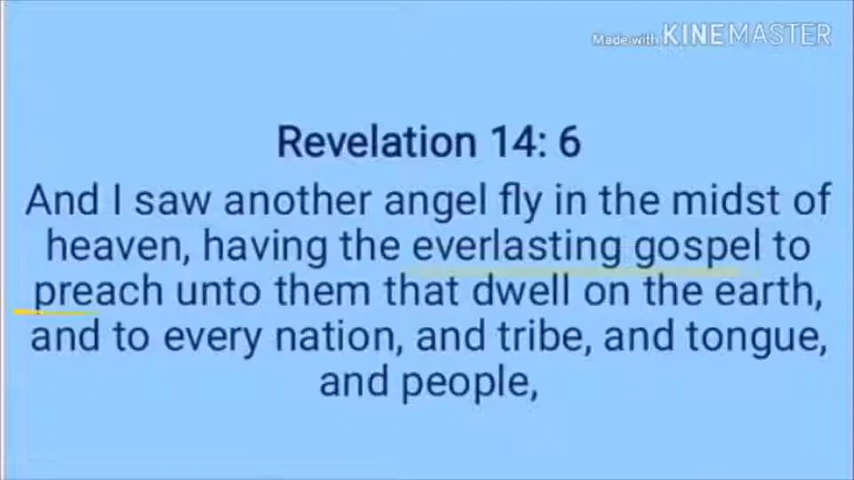 Made with KINEMASTER
Revelation 14: 6
And I saw another angel fly in the midst of
heaven, having the everlasting gospel to
preach unto them that dwell on the earth,
and to every nation, and tribe, and tongue,
and people,